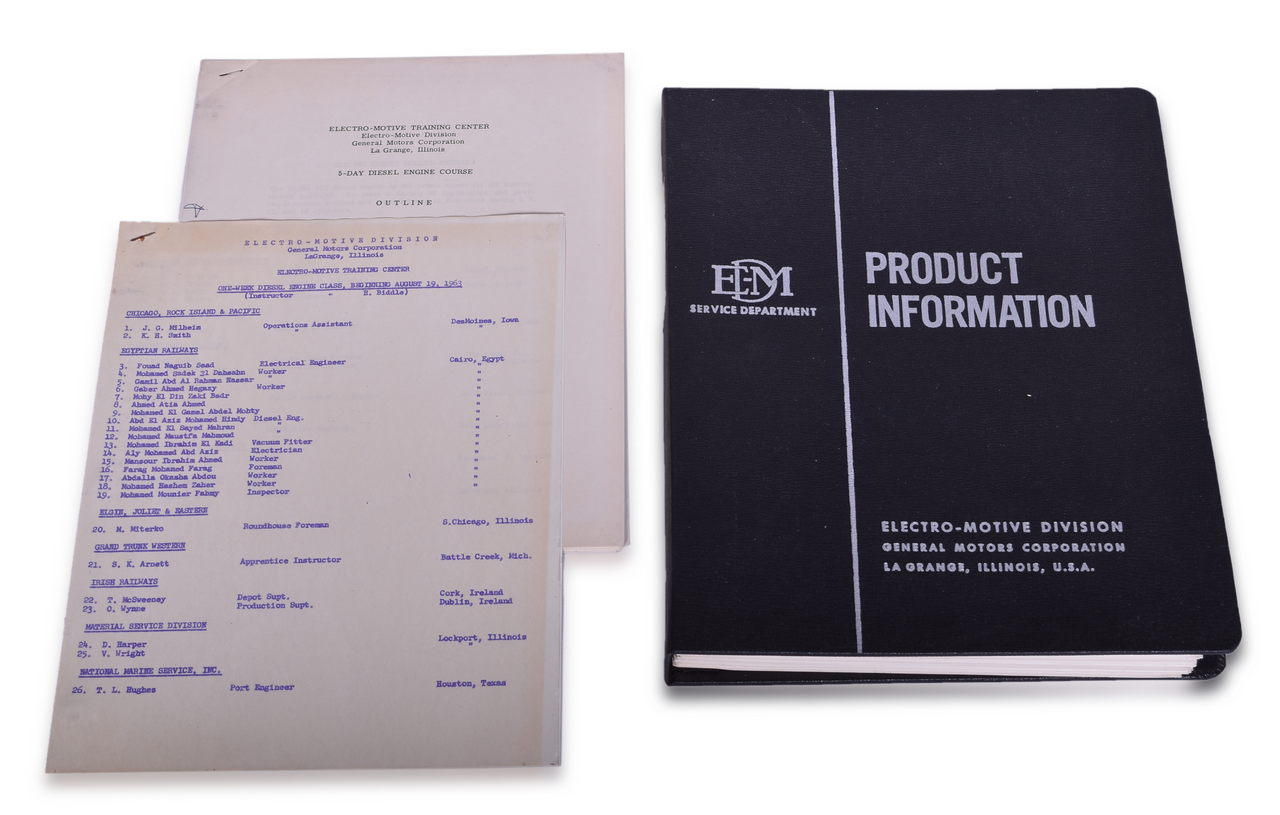 ELECTRO-MOTIVE TRAINING CENTER
Electro-Motive Division
General Motors Corporation
La Grange, Illinois
5-DAY DIESEL ENGINE COURSE
OUTLINE
ELECTRO-MOTIVE DIVISION
General Motors Corporation
LaGrange, Illinois
ELECTRO-MOTIVE TRAINING CENTER
ONE-WEEK DIESEL ENGINE CLASS, BEGINNING AUGUST 19, 1963
(Instructor - H. Biddle)
CHICAGO, ROCK ISLAND & PACIFIC
1. J. G. Milheim Operations Assistant DesMoines, Iowa
2. K. H. Smith " "
EGYPTIAN RAILWAYS
3. Fouad Naguib Saad Electrical Engineer Cairo, Egypt
4. Mohamed Sadek El Dahashn Worker "
5. Gamil Abd Al Rahman Nassar " "
6. Gaber Ahmed Hegazy Worker "
7. Mohy El Din Zaki Badr "
8. Ahmed Atia Ahmed "
9. Mohamed El Gamal Abdel Mohty "
10. Abd El Aziz Mohamed Hindy Diesel Eng. "
11. Mohamed El Sayed Mahran " "
12. Mohamed Maustfa Mahmoud " "
13. Mohamed Ibrahim El Kadi Vacuum Fitter "
14. Aly Mohamed Abd Aziz Electrician "
15. Mansour Ibrahim Ahmed Worker "
16. Farag Mohamed Farag Foreman "
17. Abdalla Okasha Abdou Worker "
18. Mohamed Hashem Zaher Worker "
19. Mohamed Mounier Fahmy Inspector "
ELGIN, JOLIET & EASTERN
20. M. Miterko Roundhouse Foreman S.Chicago, Illinois
GRAND TRUNK WESTERN
21. S. K. Arnett Apprentice Instructor Battle Creek, Mich.
IRISH RAILWAYS
22. T. McSweeney Depot Supt. Cork, Ireland
23. O. Wynne Production Supt. Dublin, Ireland
MATERIAL SERVICE DIVISION
24. D. Harper Lockport, Illinois
25. V. Wright "
NATIONAL MARINE SERVICE, INC.
26. T. L. Hughes Port Engineer Houston, Texas
EMD
SERVICE DEPARTMENT
PRODUCT
INFORMATION
ELECTRO-MOTIVE DIVISION
GENERAL MOTORS CORPORATION
LA GRANGE, ILLINOIS, U.S.A.